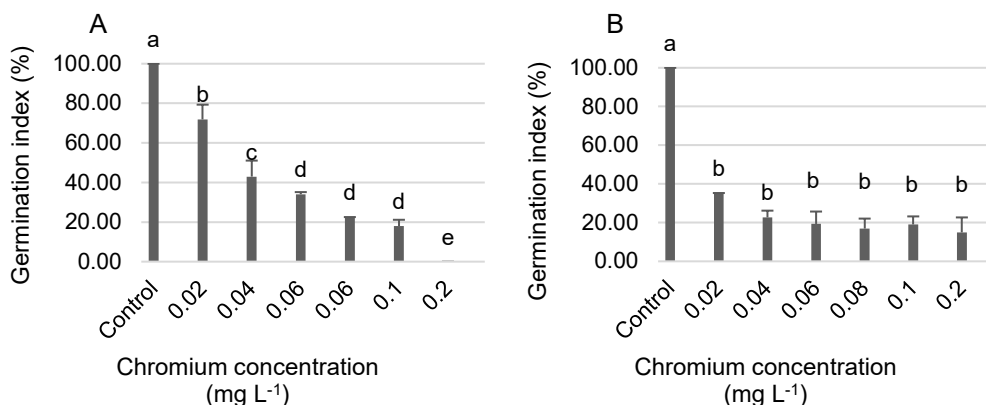 A
a
b
c
d
d
d
e
100.00
80.00
60.00
40.00
20.00
0.00
Germination index (%)
Control
0.02
0.04
0.06
0.06
0.1
0.2
Chromium concentration
(mg L-1)
B
a
b
b
b
b
b
b
100.00
80.00
60.00
40.00
20.00
0.00
Germination index (%)
Control
0.02
0.04
0.06
0.08
0.1
0.2
Chromium concentration
(mg L-1)